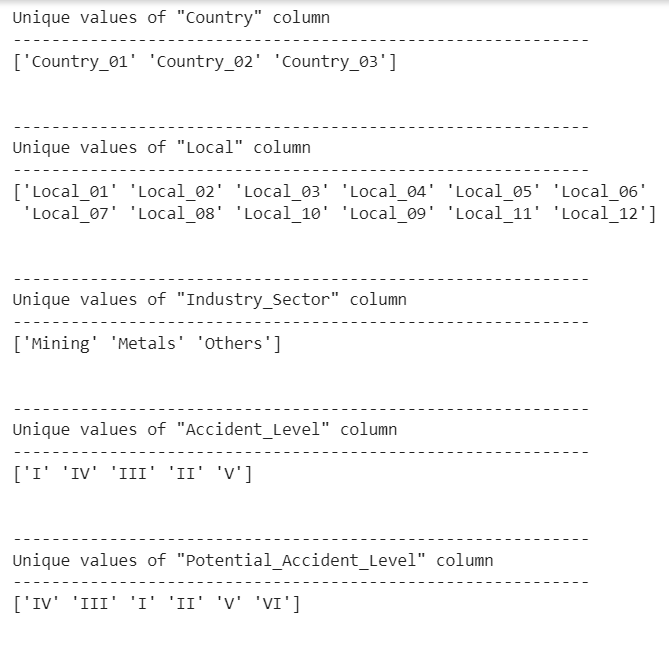 Unique values of "Country" column
------------------------------------------------------------
['Country_01' 'Country_02' 'Country_03']
------------------------------------------------------------
Unique values of "Local" column
------------------------------------------------------------
['Local_01' 'Local_02' 'Local_03' 'Local_04' 'Local_05' 'Local_06'
'Local_07' 'Local_08' 'Local_10' 'Local_09' 'Local_11' 'Local_12']
------------------------------------------------------------
Unique values of "Industry_Sector" column
------------------------------------------------------------
['Mining' 'Metals' 'Others']
------------------------------------------------------------
Unique values of "Accident_Level" column
------------------------------------------------------------
['I' 'IV' 'III' 'II' 'V']
------------------------------------------------------------
Unique values of "Potential_Accident_Level" column
------------------------------------------------------------
['IV' 'III' 'I' 'II' 'V' 'VI']